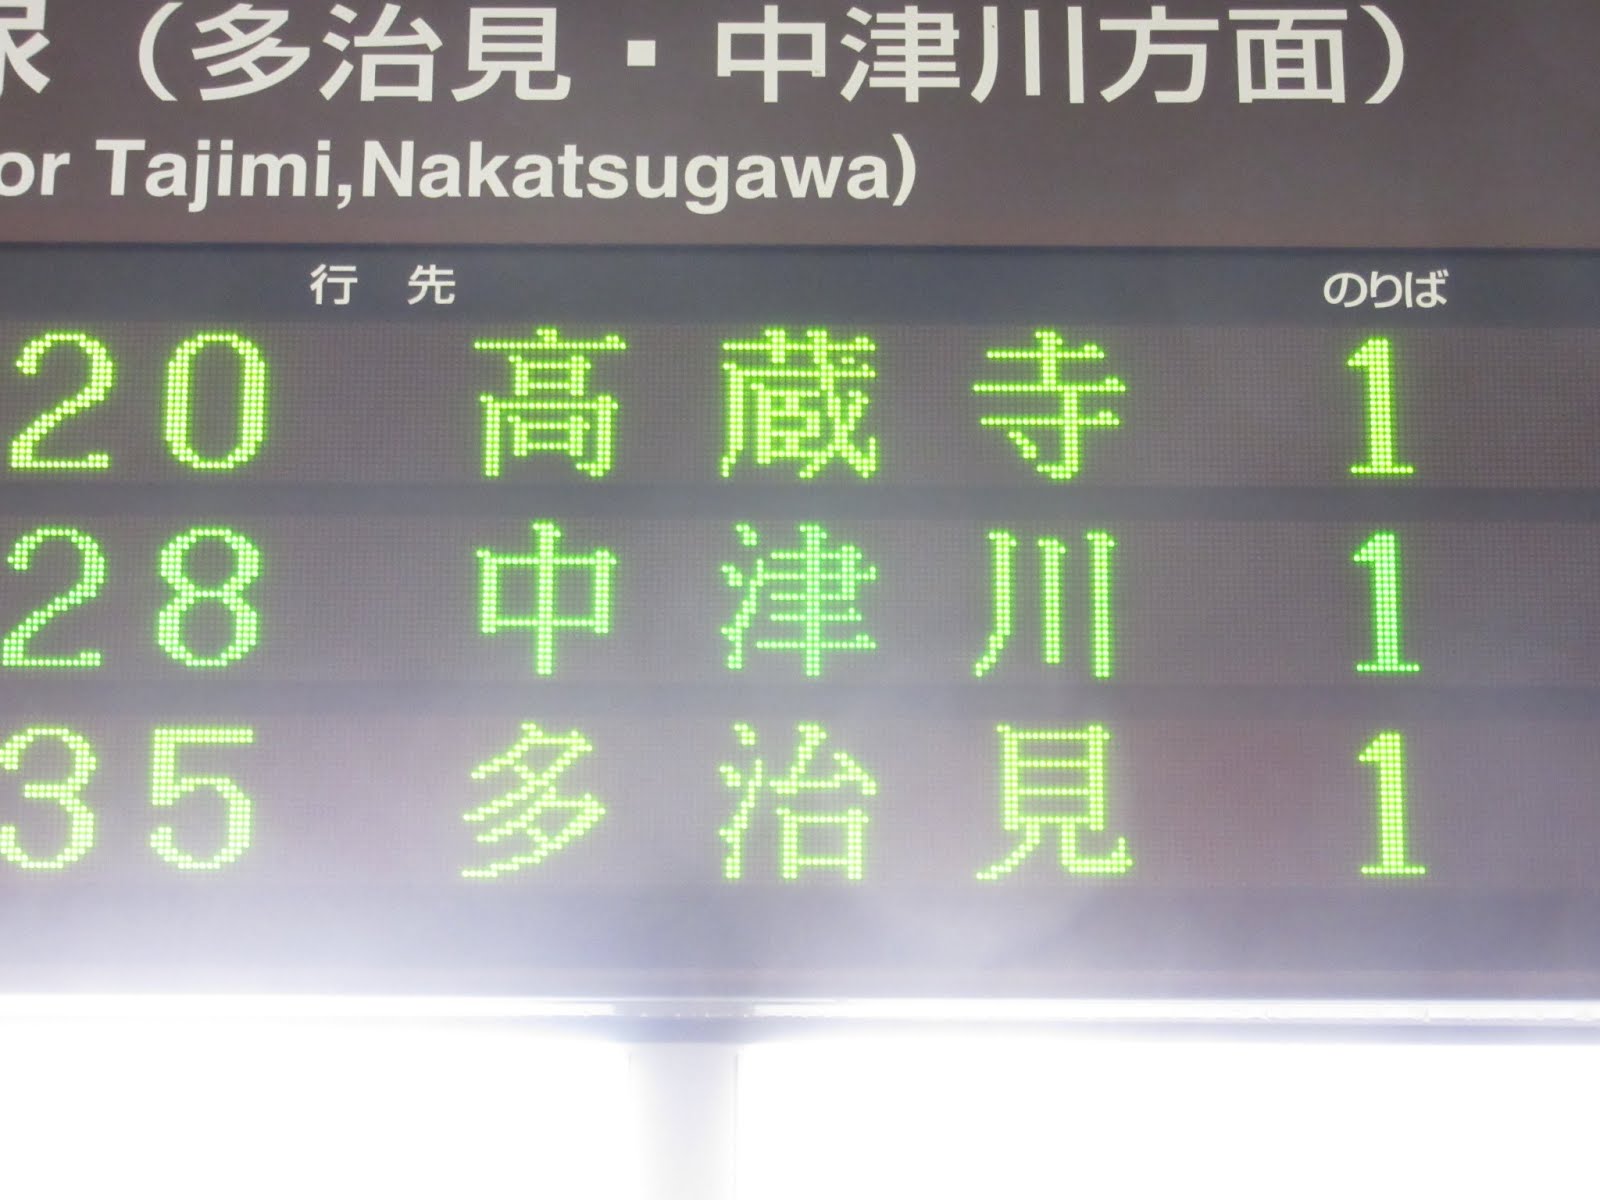 （多治見・中津川方面）
or Tajimi,Nakatsugawa)
行 先 のりば
20 高蔵寺 1
28 中津川 1
35 多治見 1